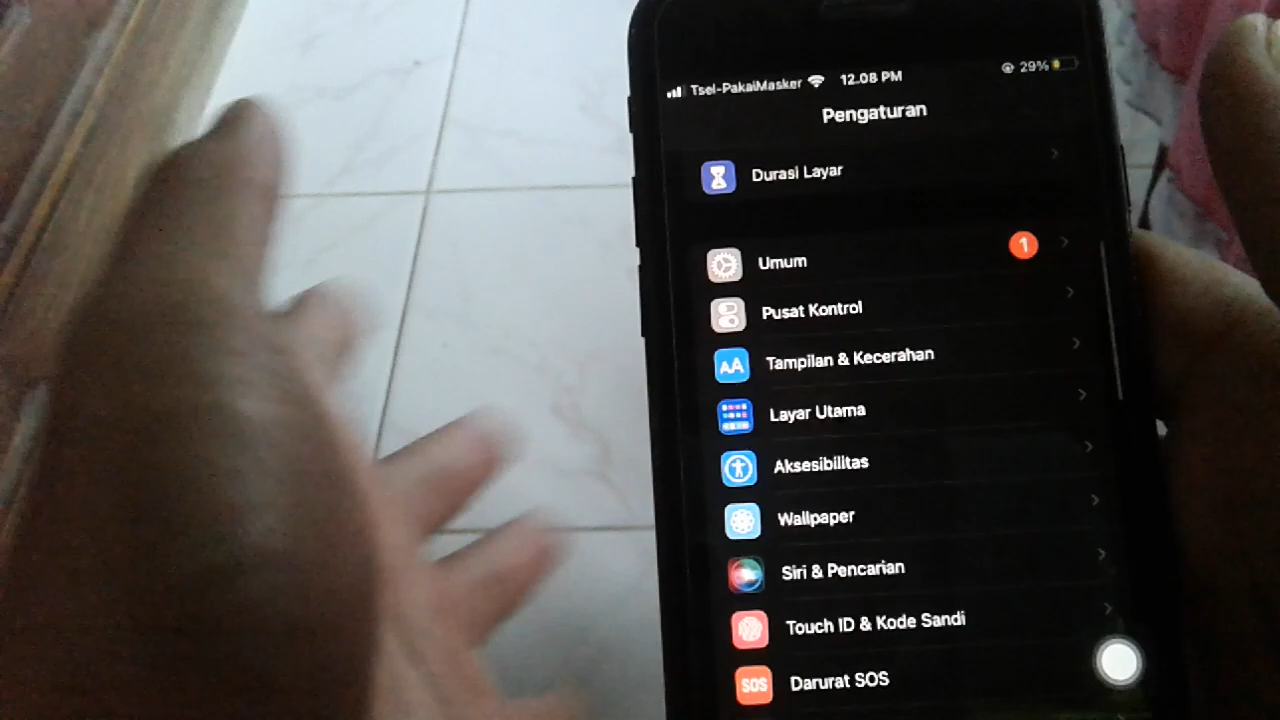 Tsel-PakaiMasker 12.08 PM 29%
Pengaturan
Durasi Layar
Umum 1
Pusat Kontrol
AA Tampilan & Kecerahan
Layar Utama
Aksesibilitas
Wallpaper
Siri & Pencarian
Touch ID & Kode Sandi
SOS Darurat SOS